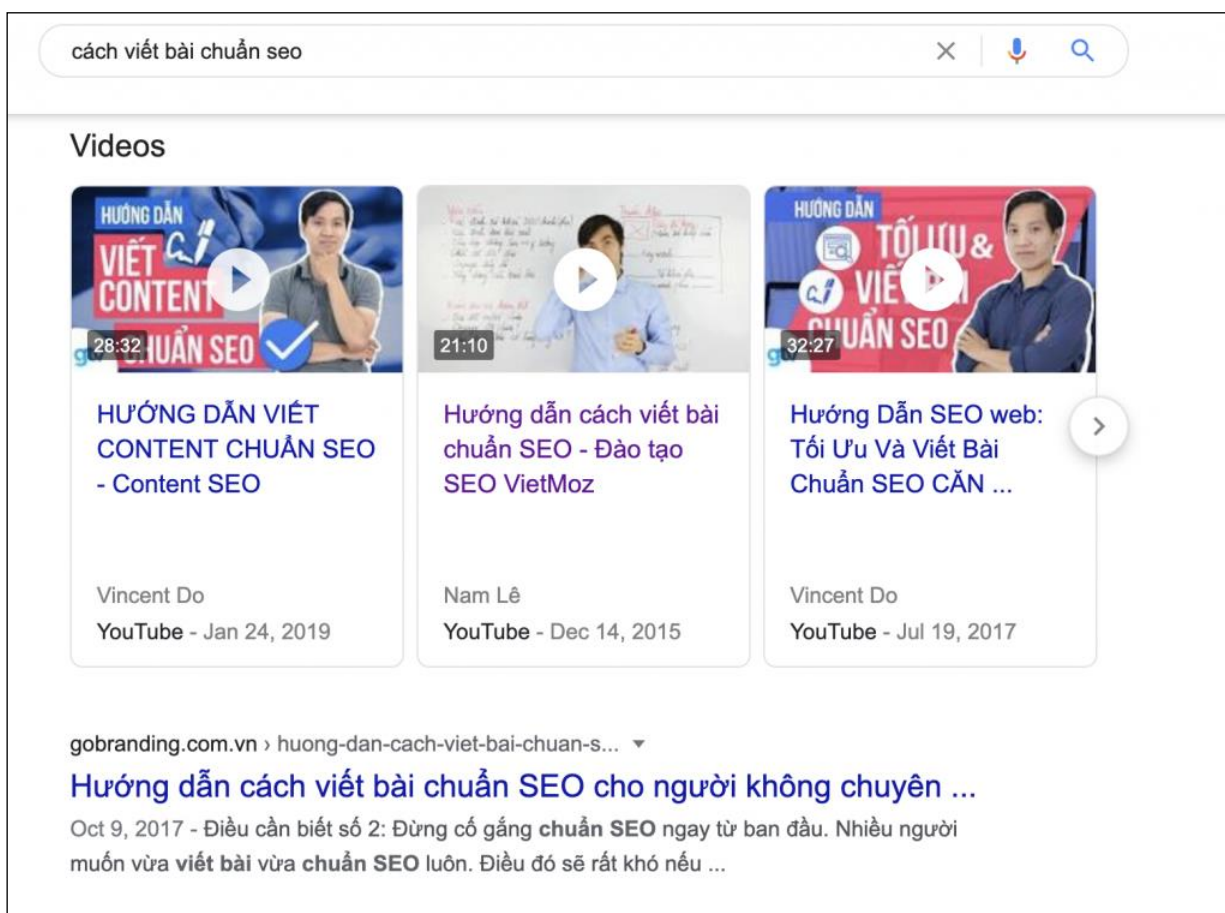 cách viết bài chuẩn seo
Videos
HƯỚNG DẪN
VIẾT
CONTENT
CHUẨN SEO
28:32
HƯỚNG DẪN VIẾT
CONTENT CHUẨN SEO
- Content SEO
Vincent Do
YouTube - Jan 24, 2019
21:10
Hướng dẫn cách viết bài
chuẩn SEO - Đào tạo
SEO VietMoz
Nam Lê
YouTube - Dec 14, 2015
HƯỚNG DẪN
TỐI ƯU &
VIẾT BÀI
CHUẨN SEO
32:27
Hướng Dẫn SEO web:
Tối Ưu Và Viết Bài
Chuẩn SEO CĂN ...
Vincent Do
YouTube - Jul 19, 2017
gobranding.com.vn › huong-dan-cach-viet-bai-chuan-s...
Hướng dẫn cách viết bài chuẩn SEO cho người không chuyên ...
Oct 9, 2017 - Điều cần biết số 2: Đừng cố gắng chuẩn SEO ngay từ ban đầu. Nhiều người
muốn vừa viết bài vừa chuẩn SEO luôn. Điều đó sẽ rất khó nếu ...